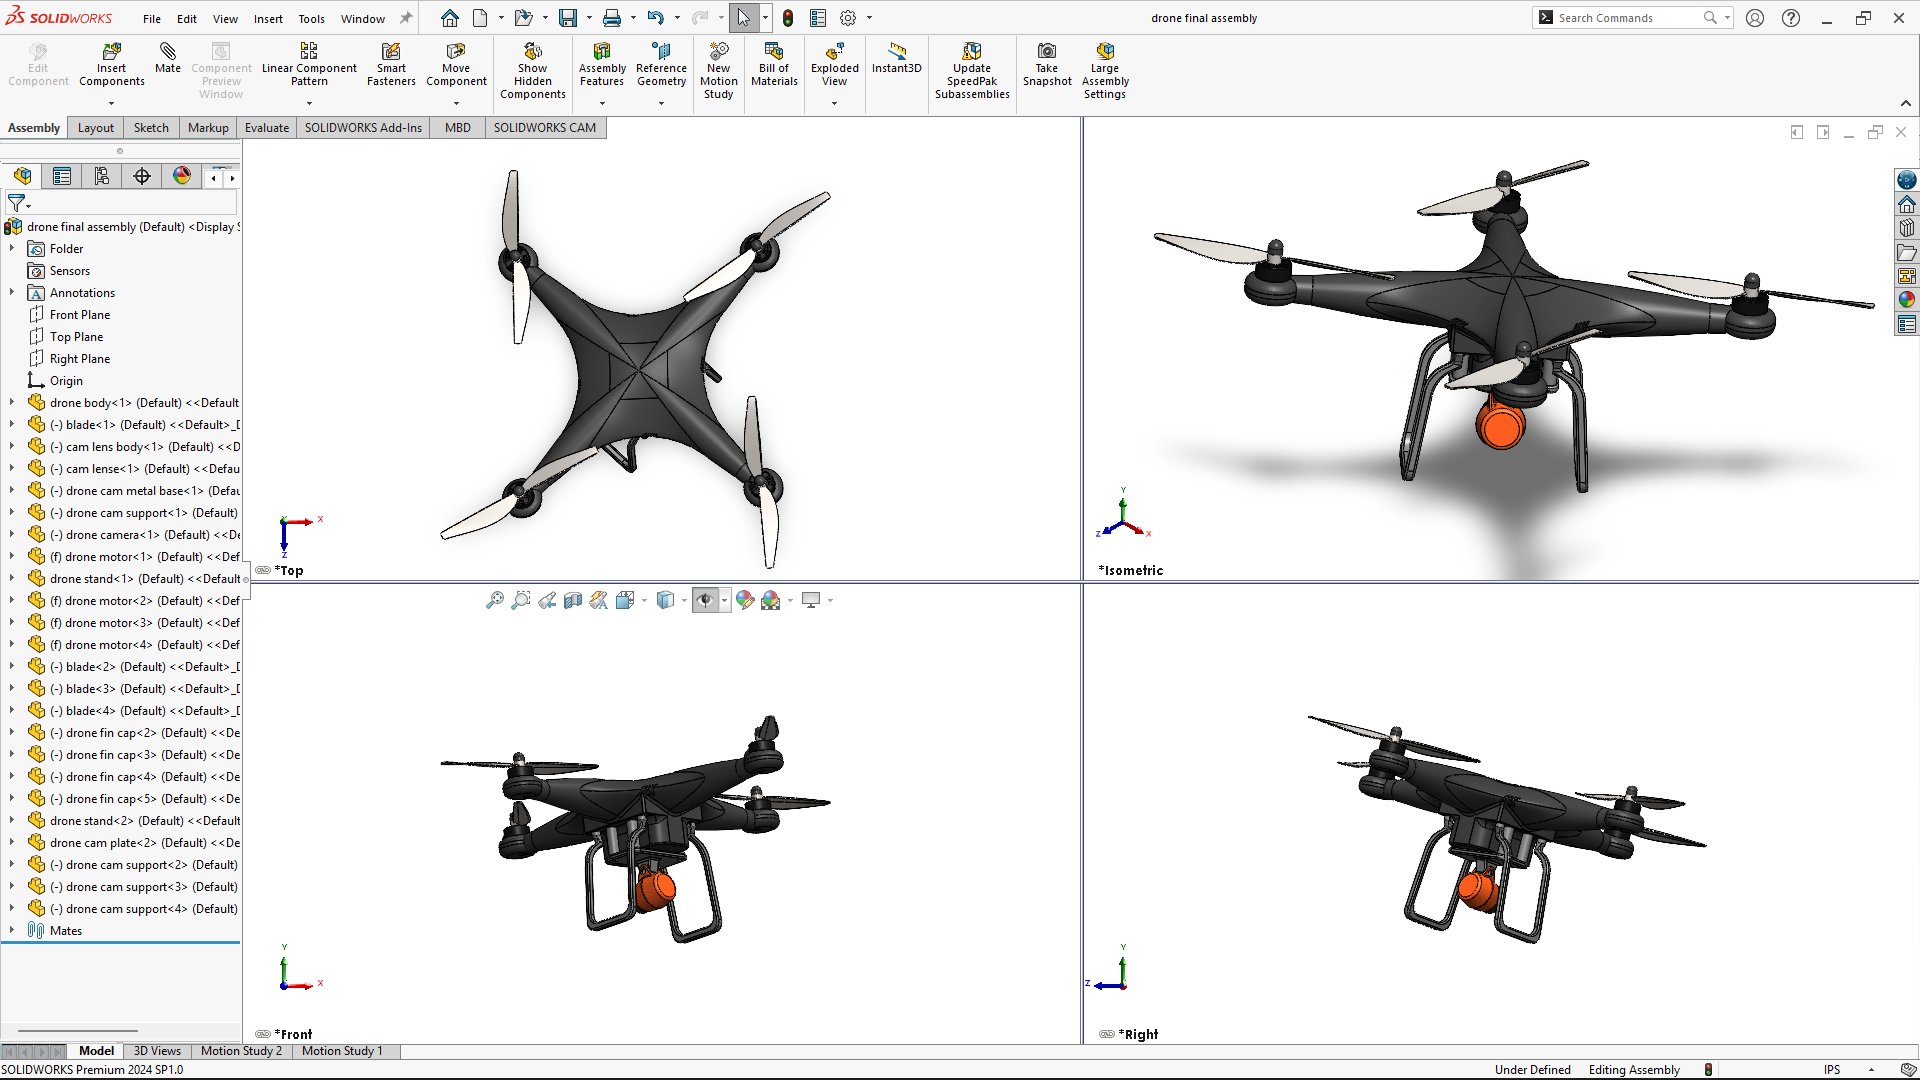 SOLIDWORKS File Edit View Insert Tools Window drone final assembly Search Commands
Edit Component
Insert Components
Mate
Component Preview Window
Linear Component Pattern
Smart Fasteners
Move Component
Show Hidden Components
Assembly Features
Reference Geometry
New Motion Study
Bill of Materials
Exploded View
Instant3D
Update SpeedPak Subassemblies
Take Snapshot
Large Assembly Settings
Assembly Layout Sketch Markup Evaluate SOLIDWORKS Add-Ins MBD SOLIDWORKS CAM
drone final assembly (Default) <Display
Folder
Sensors
Annotations
Front Plane
Top Plane
Right Plane
Origin
drone body<1> (Default) <<Default
(-) blade<1> (Default) <<Default>_D
(-) cam lens body<1> (Default) <<D
(-) cam lense<1> (Default) <<Defau
(-) drone cam metal base<1> (Defau
(-) drone cam support<1> (Default)
(-) drone camera<1> (Default) <<De
(f) drone motor<1> (Default) <<Def
drone stand<1> (Default) <<Default
(f) drone motor<2> (Default) <<Def
(f) drone motor<3> (Default) <<Def
(f) drone motor<4> (Default) <<Def
(-) blade<2> (Default) <<Default>_D
(-) blade<3> (Default) <<Default>_D
(-) blade<4> (Default) <<Default>_D
(-) drone fin cap<2> (Default) <<De
(-) drone fin cap<3> (Default) <<De
(-) drone fin cap<4> (Default) <<De
(-) drone fin cap<5> (Default) <<De
drone stand<2> (Default) <<Default
drone cam plate<2> (Default) <<De
(-) drone cam support<2> (Default)
(-) drone cam support<3> (Default)
(-) drone cam support<4> (Default)
Mates
X
Z
*Top
Y
Z
X
*Isometric
Y
X
*Front
Y
Z
*Right
Model 3D Views Motion Study 2 Motion Study 1
SOLIDWORKS Premium 2024 SP1.0 Under Defined Editing Assembly IPS